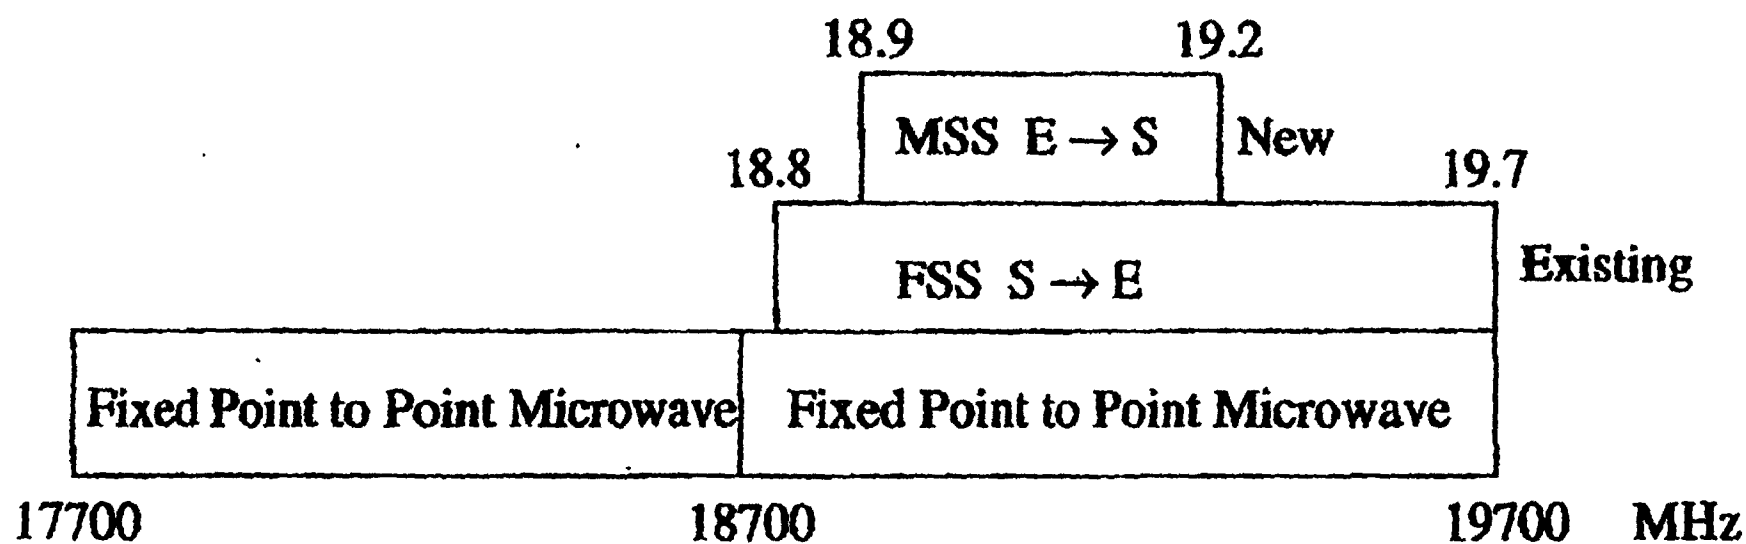 18.9 19.2
MSS E → S New
18.8 19.7
FSS S → E Existing
Fixed Point to Point Microwave Fixed Point to Point Microwave
17700 18700 19700 MHz